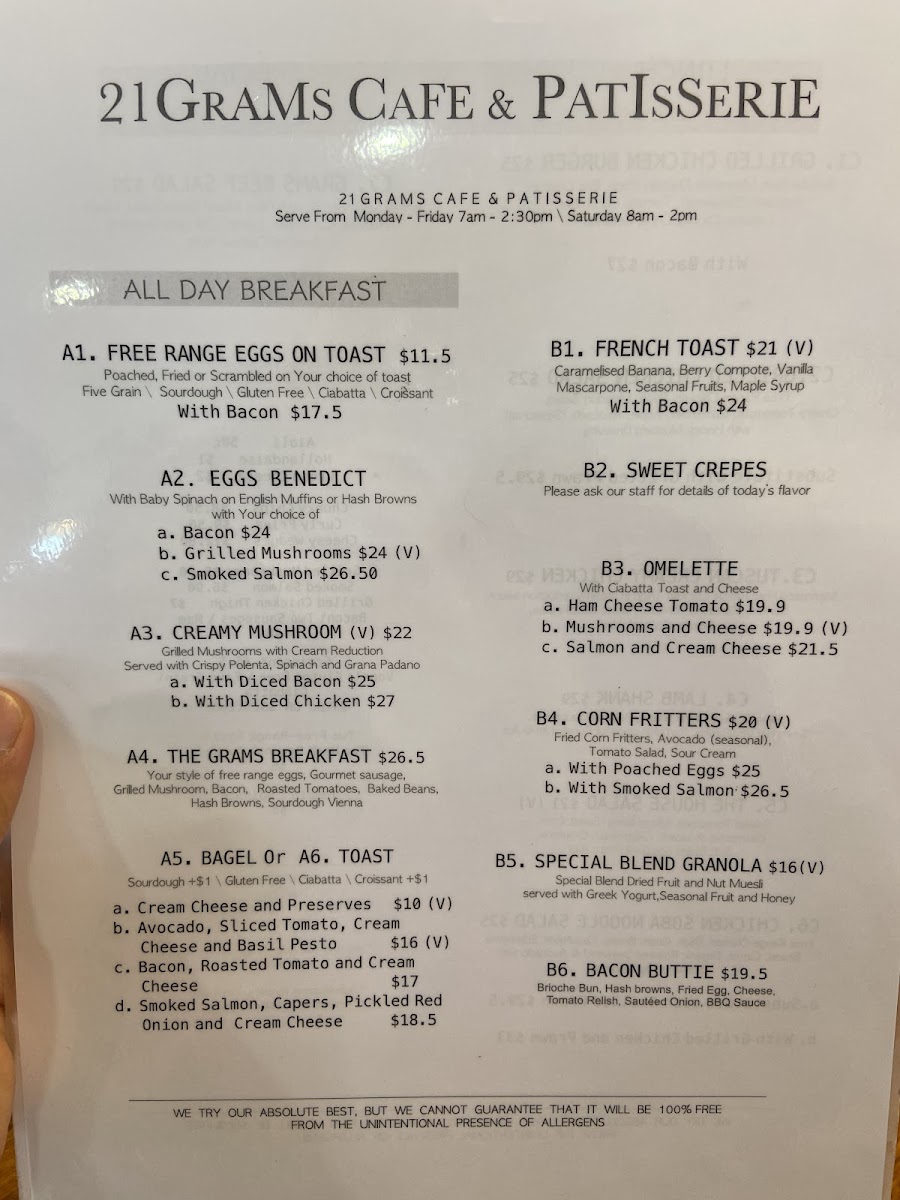 21GRAMS CAFE & PATISSERIE
21 GRAMS CAFE & PATISSERIE
Serve From Monday - Friday 7am - 2:30pm \ Saturday 8am - 2pm
ALL DAY BREAKFAST
A1. FREE RANGE EGGS ON TOAST $11.5
Poached, Fried or Scrambled on Your choice of toast
Five Grain \ Sourdough \ Gluten Free \ Ciabatta \ Croissant
With Bacon $17.5
A2. EGGS BENEDICT
With Baby Spinach on English Muffins or Hash Browns
with Your choice of
a. Bacon $24
b. Grilled Mushrooms $24 (V)
c. Smoked Salmon $26.50
A3. CREAMY MUSHROOM (V) $22
Grilled Mushrooms with Cream Reduction
Served with Crispy Polenta, Spinach and Grana Padano
a. With Diced Bacon $25
b. With Diced Chicken $27
A4. THE GRAMS BREAKFAST $26.5
Your style of free range eggs, Gourmet sausage,
Grilled Mushroom, Bacon, Roasted Tomatoes, Baked Beans,
Hash Browns, Sourdough Vienna
A5. BAGEL Or A6. TOAST
Sourdough +$1 \ Gluten Free \ Ciabatta \ Croissant +$1
a. Cream Cheese and Preserves $10 (V)
b. Avocado, Sliced Tomato, Cream
Cheese and Basil Pesto $16 (V)
c. Bacon, Roasted Tomato and Cream
Cheese $17
d. Smoked Salmon, Capers, Pickled Red
Onion and Cream Cheese $18.5
B1. FRENCH TOAST $21 (V)
Caramelised Banana, Berry Compote, Vanilla
Mascarpone, Seasonal Fruits, Maple Syrup
With Bacon $24
B2. SWEET CREPES
Please ask our staff for details of today's flavor
B3. OMELETTE
With Ciabatta Toast and Cheese
a. Ham Cheese Tomato $19.9
b. Mushrooms and Cheese $19.9 (V)
c. Salmon and Cream Cheese $21.5
B4. CORN FRITTERS $20 (V)
Fried Corn Fritters, Avocado (seasonal),
Tomato Salad, Sour Cream
a. With Poached Eggs $25
b. With Smoked Salmon $26.5
B5. SPECIAL BLEND GRANOLA $16(V)
Special Blend Dried Fruit and Nut Muesli
served with Greek Yogurt,Seasonal Fruit and Honey
B6. BACON BUTTIE $19.5
Brioche Bun, Hash browns, Fried Egg, Cheese,
Tomato Relish, Sautéed Onion, BBQ Sauce
WE TRY OUR ABSOLUTE BEST, BUT WE CANNOT GUARANTEE THAT IT WILL BE 100% FREE
FROM THE UNINTENTIONAL PRESENCE OF ALLERGENS